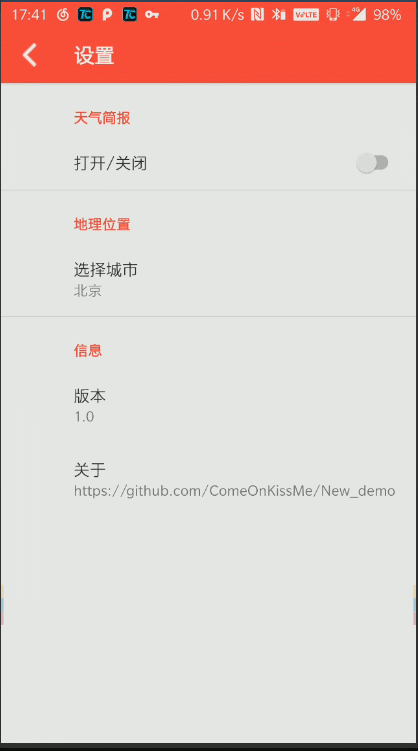 17:41 0.91 K/s VoLTE 4G 98%
设置
天气简报
打开/关闭
地理位置
选择城市
北京
信息
版本
1.0
关于
https://github.com/ComeOnKissMe/New_demo